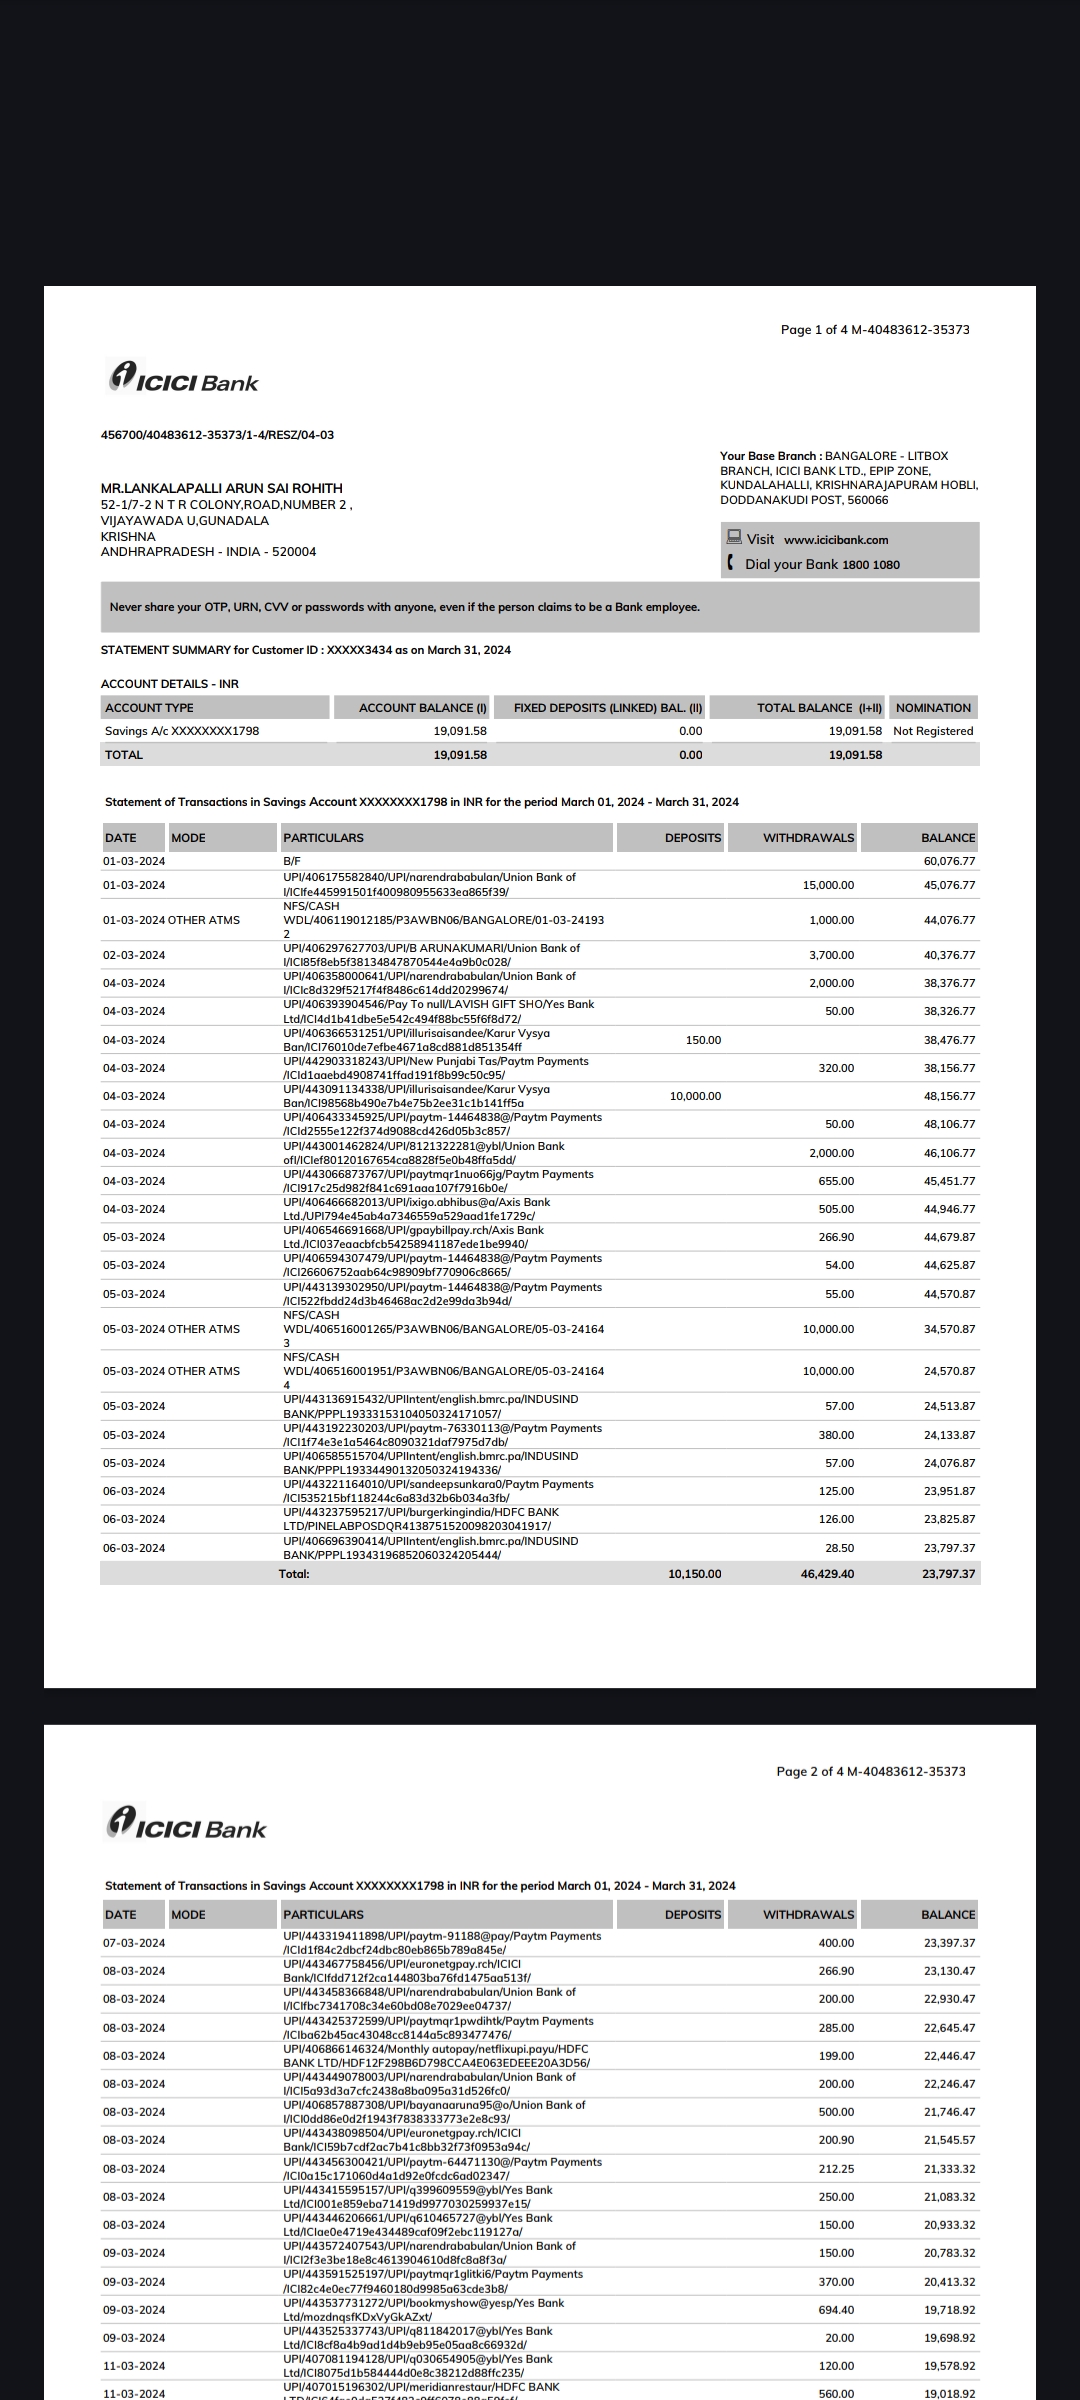 Page 1 of 4 M-40483612-35373
ICICI Bank
456700/40483612-35373/1-4/RESZ/04-03
Your Base Branch : BANGALORE - LITBOX
BRANCH, ICICI BANK LTD., EPIP ZONE,
KUNDALAHALLI, KRISHNARAJAPURAM HOBLI,
DODDANAKUDI POST, 560066
MR.LANKALAPALLI ARUN SAI ROHITH
52-1/7-2 N T R COLONY,ROAD,NUMBER 2 ,
VIJAYAWADA U,GUNADALA
KRISHNA
ANDHRAPRADESH - INDIA - 520004
Visit www.icicibank.com
Dial your Bank 1800 1080
Never share your OTP, URN, CVV or passwords with anyone, even if the person claims to be a Bank employee.
STATEMENT SUMMARY for Customer ID : XXXXX3434 as on March 31, 2024
ACCOUNT DETAILS - INR
ACCOUNT TYPE ACCOUNT BALANCE (I) FIXED DEPOSITS (LINKED) BAL. (II) TOTAL BALANCE (I+II) NOMINATION
Savings A/c XXXXXXXX1798 19,091.58 0.00 19,091.58 Not Registered
TOTAL 19,091.58 0.00 19,091.58
Statement of Transactions in Savings Account XXXXXXXX1798 in INR for the period March 01, 2024 - March 31, 2024
DATE MODE PARTICULARS DEPOSITS WITHDRAWALS BALANCE
01-03-2024 B/F 60,076.77
UPI/406175582840/UPI/narendrababulan/Union Bank of
01-03-2024 I/ICIfe445991501f400980955633ea865f39/ 15,000.00 45,076.77
NFS/CASH
01-03-2024 OTHER ATMS WDL/406119012185/P3AWBN06/BANGALORE/01-03-24193 1,000.00 44,076.77
2
UPI/406297627703/UPI/B ARUNAKUMARI/Union Bank of
02-03-2024 I/ICI85f8eb5f38134847870544e4a9b0c028/ 3,700.00 40,376.77
UPI/406358000641/UPI/narendrababulan/Union Bank of
04-03-2024 I/ICIc8d329f5217f4f8486c614dd20299674/ 2,000.00 38,376.77
UPI/406393904546/Pay To null/LAVISH GIFT SHO/Yes Bank
04-03-2024 Ltd/ICI4d1b41dbe5e542c494f88bc55f6f8d72/ 50.00 38,326.77
UPI/406366531251/UPI/illurisaisandee/Karur Vysya
04-03-2024 Ban/ICI76010de7efbe4671a8cd881d851354ff 150.00 38,476.77
UPI/442903318243/UPI/New Punjabi Tas/Paytm Payments
04-03-2024 /ICId1aaebd4908741ffad191f8b99c50c95/ 320.00 38,156.77
UPI/443091134338/UPI/illurisaisandee/Karur Vysya
04-03-2024 Ban/ICI98568b490e7b4e75b2ee31c1b141ff5a 10,000.00 48,156.77
UPI/406433345925/UPI/paytm-14464838@/Paytm Payments
04-03-2024 /ICId2555e122f374d9088cd426d05b3c857/ 50.00 48,106.77
UPI/443001462824/UPI/8121322281@ybl/Union Bank
04-03-2024 ofI/ICIef80120167654ca8828f5e0b48ffa5dd/ 2,000.00 46,106.77
UPI/443066873767/UPI/paytmqr1nuo66jg/Paytm Payments
04-03-2024 /ICI917c25d982f841c691aaa107f7916b0e/ 655.00 45,451.77
UPI/406466682013/UPI/ixigo.abhibus@a/Axis Bank
04-03-2024 Ltd./UPI794e45ab4a7346559a529aad1fe1729c/ 505.00 44,946.77
UPI/406546691668/UPI/gpaybillpay.rch/Axis Bank
05-03-2024 Ltd./ICI037eaacbfcb54258941187ede1be9940/ 266.90 44,679.87
UPI/406594307479/UPI/paytm-14464838@/Paytm Payments
05-03-2024 /ICI26606752aab64c98909bf770906c8665/ 54.00 44,625.87
UPI/443139302950/UPI/paytm-14464838@/Paytm Payments
05-03-2024 /ICI522fbdd24d3b46468ac2d2e99da3b94d/ 55.00 44,570.87
NFS/CASH
05-03-2024 OTHER ATMS WDL/406516001265/P3AWBN06/BANGALORE/05-03-24164 10,000.00 34,570.87
3
NFS/CASH
05-03-2024 OTHER ATMS WDL/406516001951/P3AWBN06/BANGALORE/05-03-24164 10,000.00 24,570.87
4
UPI/443136915432/UPIIntent/english.bmrc.pa/INDUSIND
05-03-2024 BANK/PPPL19333153104050324171057/ 57.00 24,513.87
UPI/443192230203/UPI/paytm-76330113@/Paytm Payments
05-03-2024 /ICI1f74e3e1a5464c8090321daf7975d7db/ 380.00 24,133.87
UPI/406585515704/UPIIntent/english.bmrc.pa/INDUSIND
05-03-2024 BANK/PPPL19334490132050324194336/ 57.00 24,076.87
UPI/443221164010/UPI/sandeepsunkara0/Paytm Payments
06-03-2024 /ICI535215bf118244c6a83d32b6b034a3fb/ 125.00 23,951.87
UPI/443237595217/UPI/burgerkingindia/HDFC BANK
06-03-2024 LTD/PINELABPOSDQR4138751520098203041917/ 126.00 23,825.87
UPI/406696390414/UPIIntent/english.bmrc.pa/INDUSIND
06-03-2024 BANK/PPPL19343196852060324205444/ 28.50 23,797.37
Total: 10,150.00 46,429.40 23,797.37
Page 2 of 4 M-40483612-35373
ICICI Bank
Statement of Transactions in Savings Account XXXXXXXX1798 in INR for the period March 01, 2024 - March 31, 2024
DATE MODE PARTICULARS DEPOSITS WITHDRAWALS BALANCE
UPI/443319411898/UPI/paytm-91188@pay/Paytm Payments
07-03-2024 /ICId1f84c2dbcf24dbc80eb865b789a845e/ 400.00 23,397.37
UPI/443467758456/UPI/euronetgpay.rch/ICICI
08-03-2024 Bank/ICIfdd712f2ca144803ba76fd1475aa513f/ 266.90 23,130.47
UPI/443458366848/UPI/narendrababulan/Union Bank of
08-03-2024 I/ICIfbc7341708c34e60bd08e7029ee04737/ 200.00 22,930.47
UPI/443425372599/UPI/paytmqr1pwdihtk/Paytm Payments
08-03-2024 /ICIba62b45ac43048cc8144a5c893477476/ 285.00 22,645.47
UPI/406866146324/Monthly autopay/netflixupi.payu/HDFC
08-03-2024 BANK LTD/HDF12F298B6D798CCA4E063EDEEE20A3D56/ 199.00 22,446.47
UPI/443449078003/UPI/narendrababulan/Union Bank of
08-03-2024 I/ICI5a93d3a7cfc2438a8ba095a31d526fc0/ 200.00 22,246.47
UPI/406857887308/UPI/bayanaaruna95@o/Union Bank of
08-03-2024 I/ICI0dd86e0d2f1943f7838333773e2e8c93/ 500.00 21,746.47
UPI/443438098504/UPI/euronetgpay.rch/ICICI
08-03-2024 Bank/ICI59b7cdf2ac7b41c8bb32f73f0953a94c/ 200.90 21,545.57
UPI/443456300421/UPI/paytm-64471130@/Paytm Payments
08-03-2024 /ICI0a15c171060d4a1d92e0fcdc6ad02347/ 212.25 21,333.32
UPI/443415595157/UPI/q399609559@ybl/Yes Bank
08-03-2024 Ltd/ICI001e859eba71419d9977030259937e15/ 250.00 21,083.32
UPI/443446206661/UPI/q610465727@ybl/Yes Bank
08-03-2024 Ltd/ICIae0e4719e434489caf09f2ebc119127a/ 150.00 20,933.32
UPI/443572407543/UPI/narendrababulan/Union Bank of
09-03-2024 I/ICI2f3e3be18e8c4613904610d8fc8a8f3a/ 150.00 20,783.32
UPI/443591525197/UPI/paytmqr1glitki6/Paytm Payments
09-03-2024 /ICI82c4e0ec77f9460180d9985a63cde3b8/ 370.00 20,413.32
UPI/443537731272/UPI/bookmyshow@yesp/Yes Bank
09-03-2024 Ltd/mozdnqsfKDxVyGkAZxt/ 694.40 19,718.92
UPI/443525337743/UPI/q811842017@ybl/Yes Bank
09-03-2024 Ltd/ICI8cf8a4b9ad1d4b9eb95e05aa8c66932d/ 20.00 19,698.92
UPI/407081194128/UPI/q030654905@ybl/Yes Bank
11-03-2024 Ltd/ICI8075d1b584444d0e8c38212d88ffc235/ 120.00 19,578.92
UPI/407015196302/UPI/meridianrestaur/HDFC BANK
11-03-2024 560.00 19,018.92